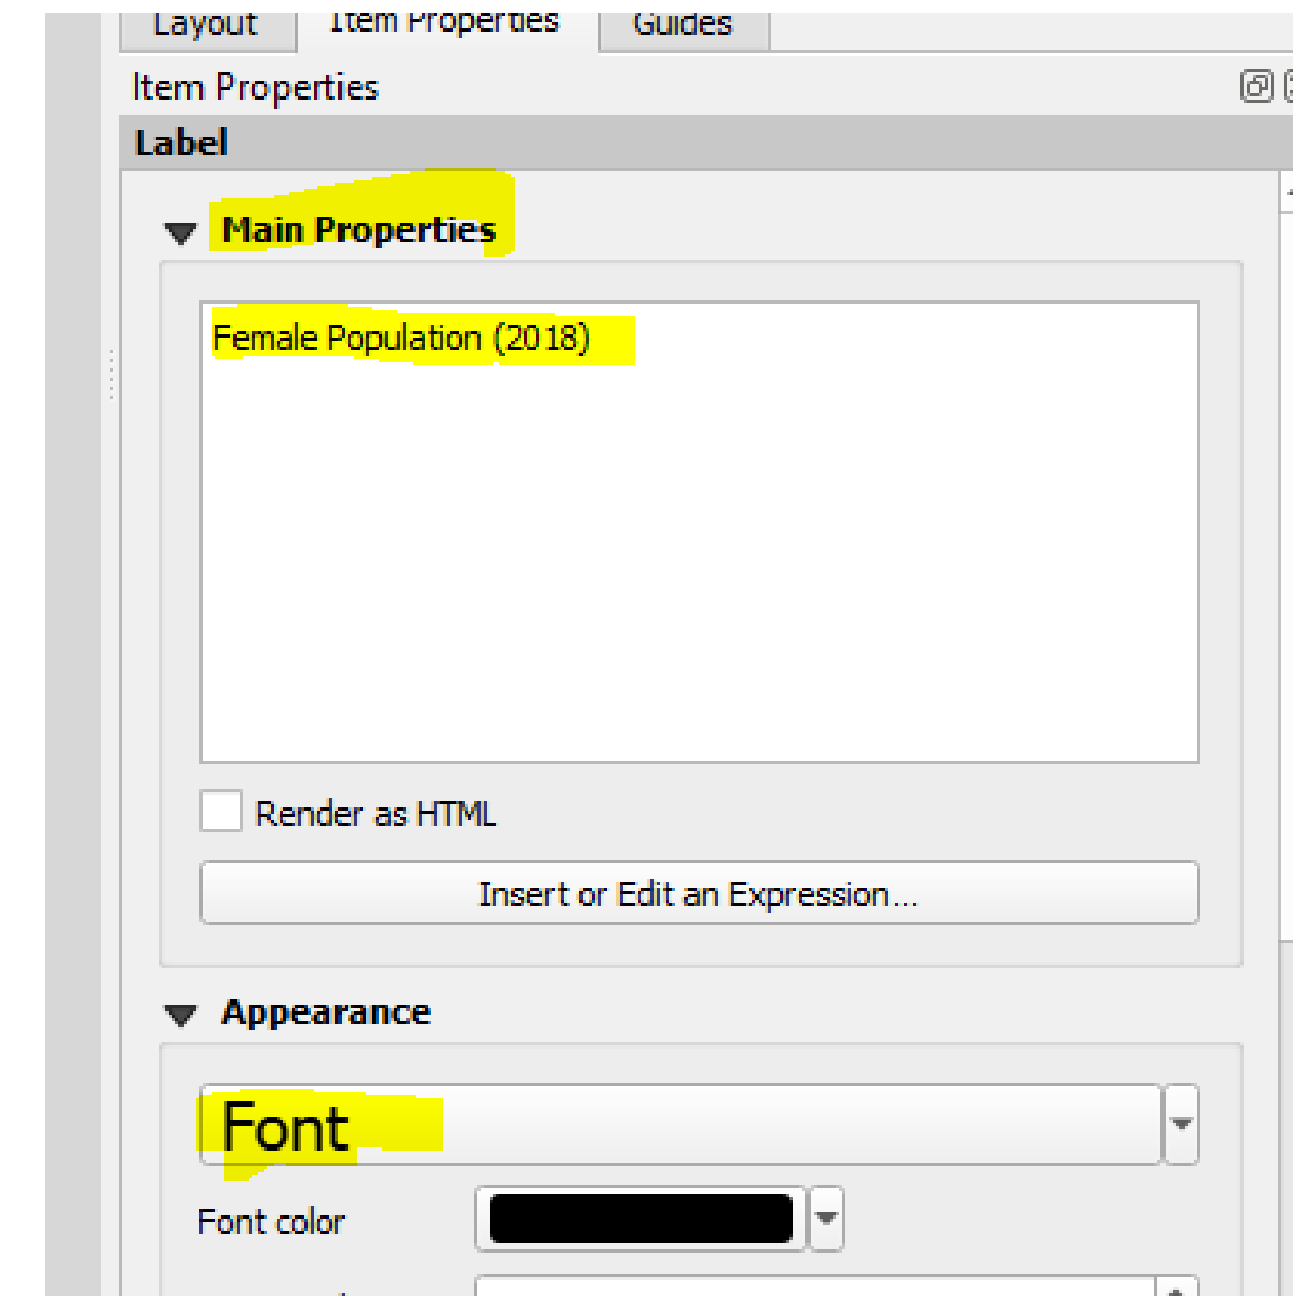 Layout Item Properties Guides
Item Properties
Label
Main Properties
Female Population (2018)
Render as HTML
Insert or Edit an Expression...
Appearance
Font
Font color